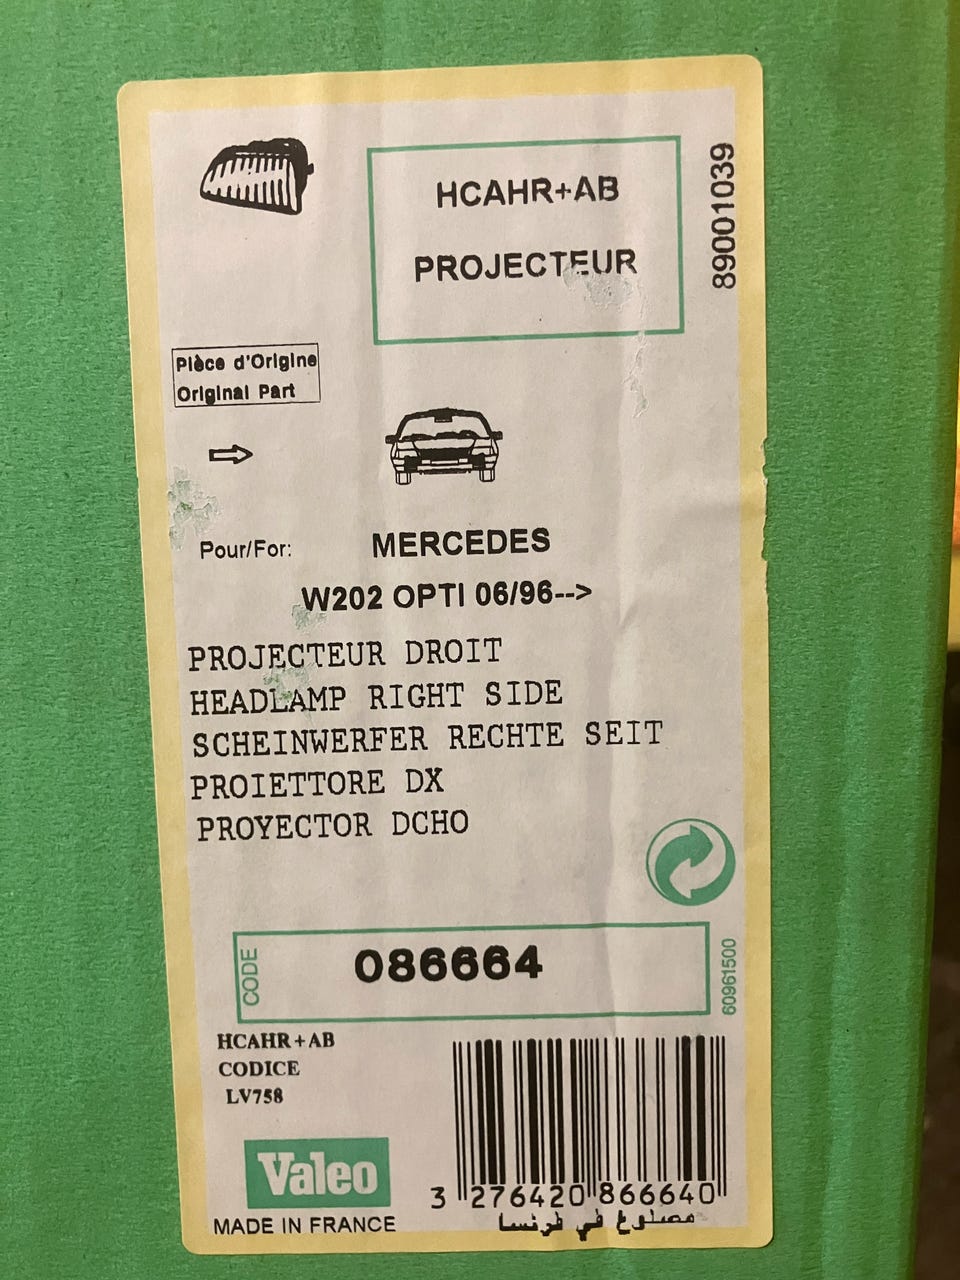 HCAHR+AB
PROJECTEUR
89001039
Pièce d'Origine
Original Part
Pour/For: MERCEDES
W202 OPTI 06/96-->
PROJECTEUR DROIT
HEADLAMP RIGHT SIDE
SCHEINWERFER RECHTE SEIT
PROIETTORE DX
PROYECTOR DCHO
CODE
086664
60961500
HCAHR+AB
CODICE
LV758
Valeo
MADE IN FRANCE
3 276420 866640
مصنوع في فرنسا